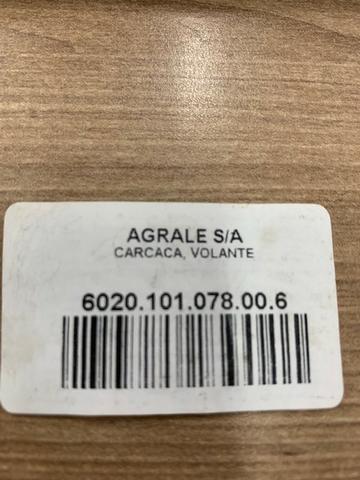 AGRALE S/A
CARCACA, VOLANTE
6020.101.078.00.6